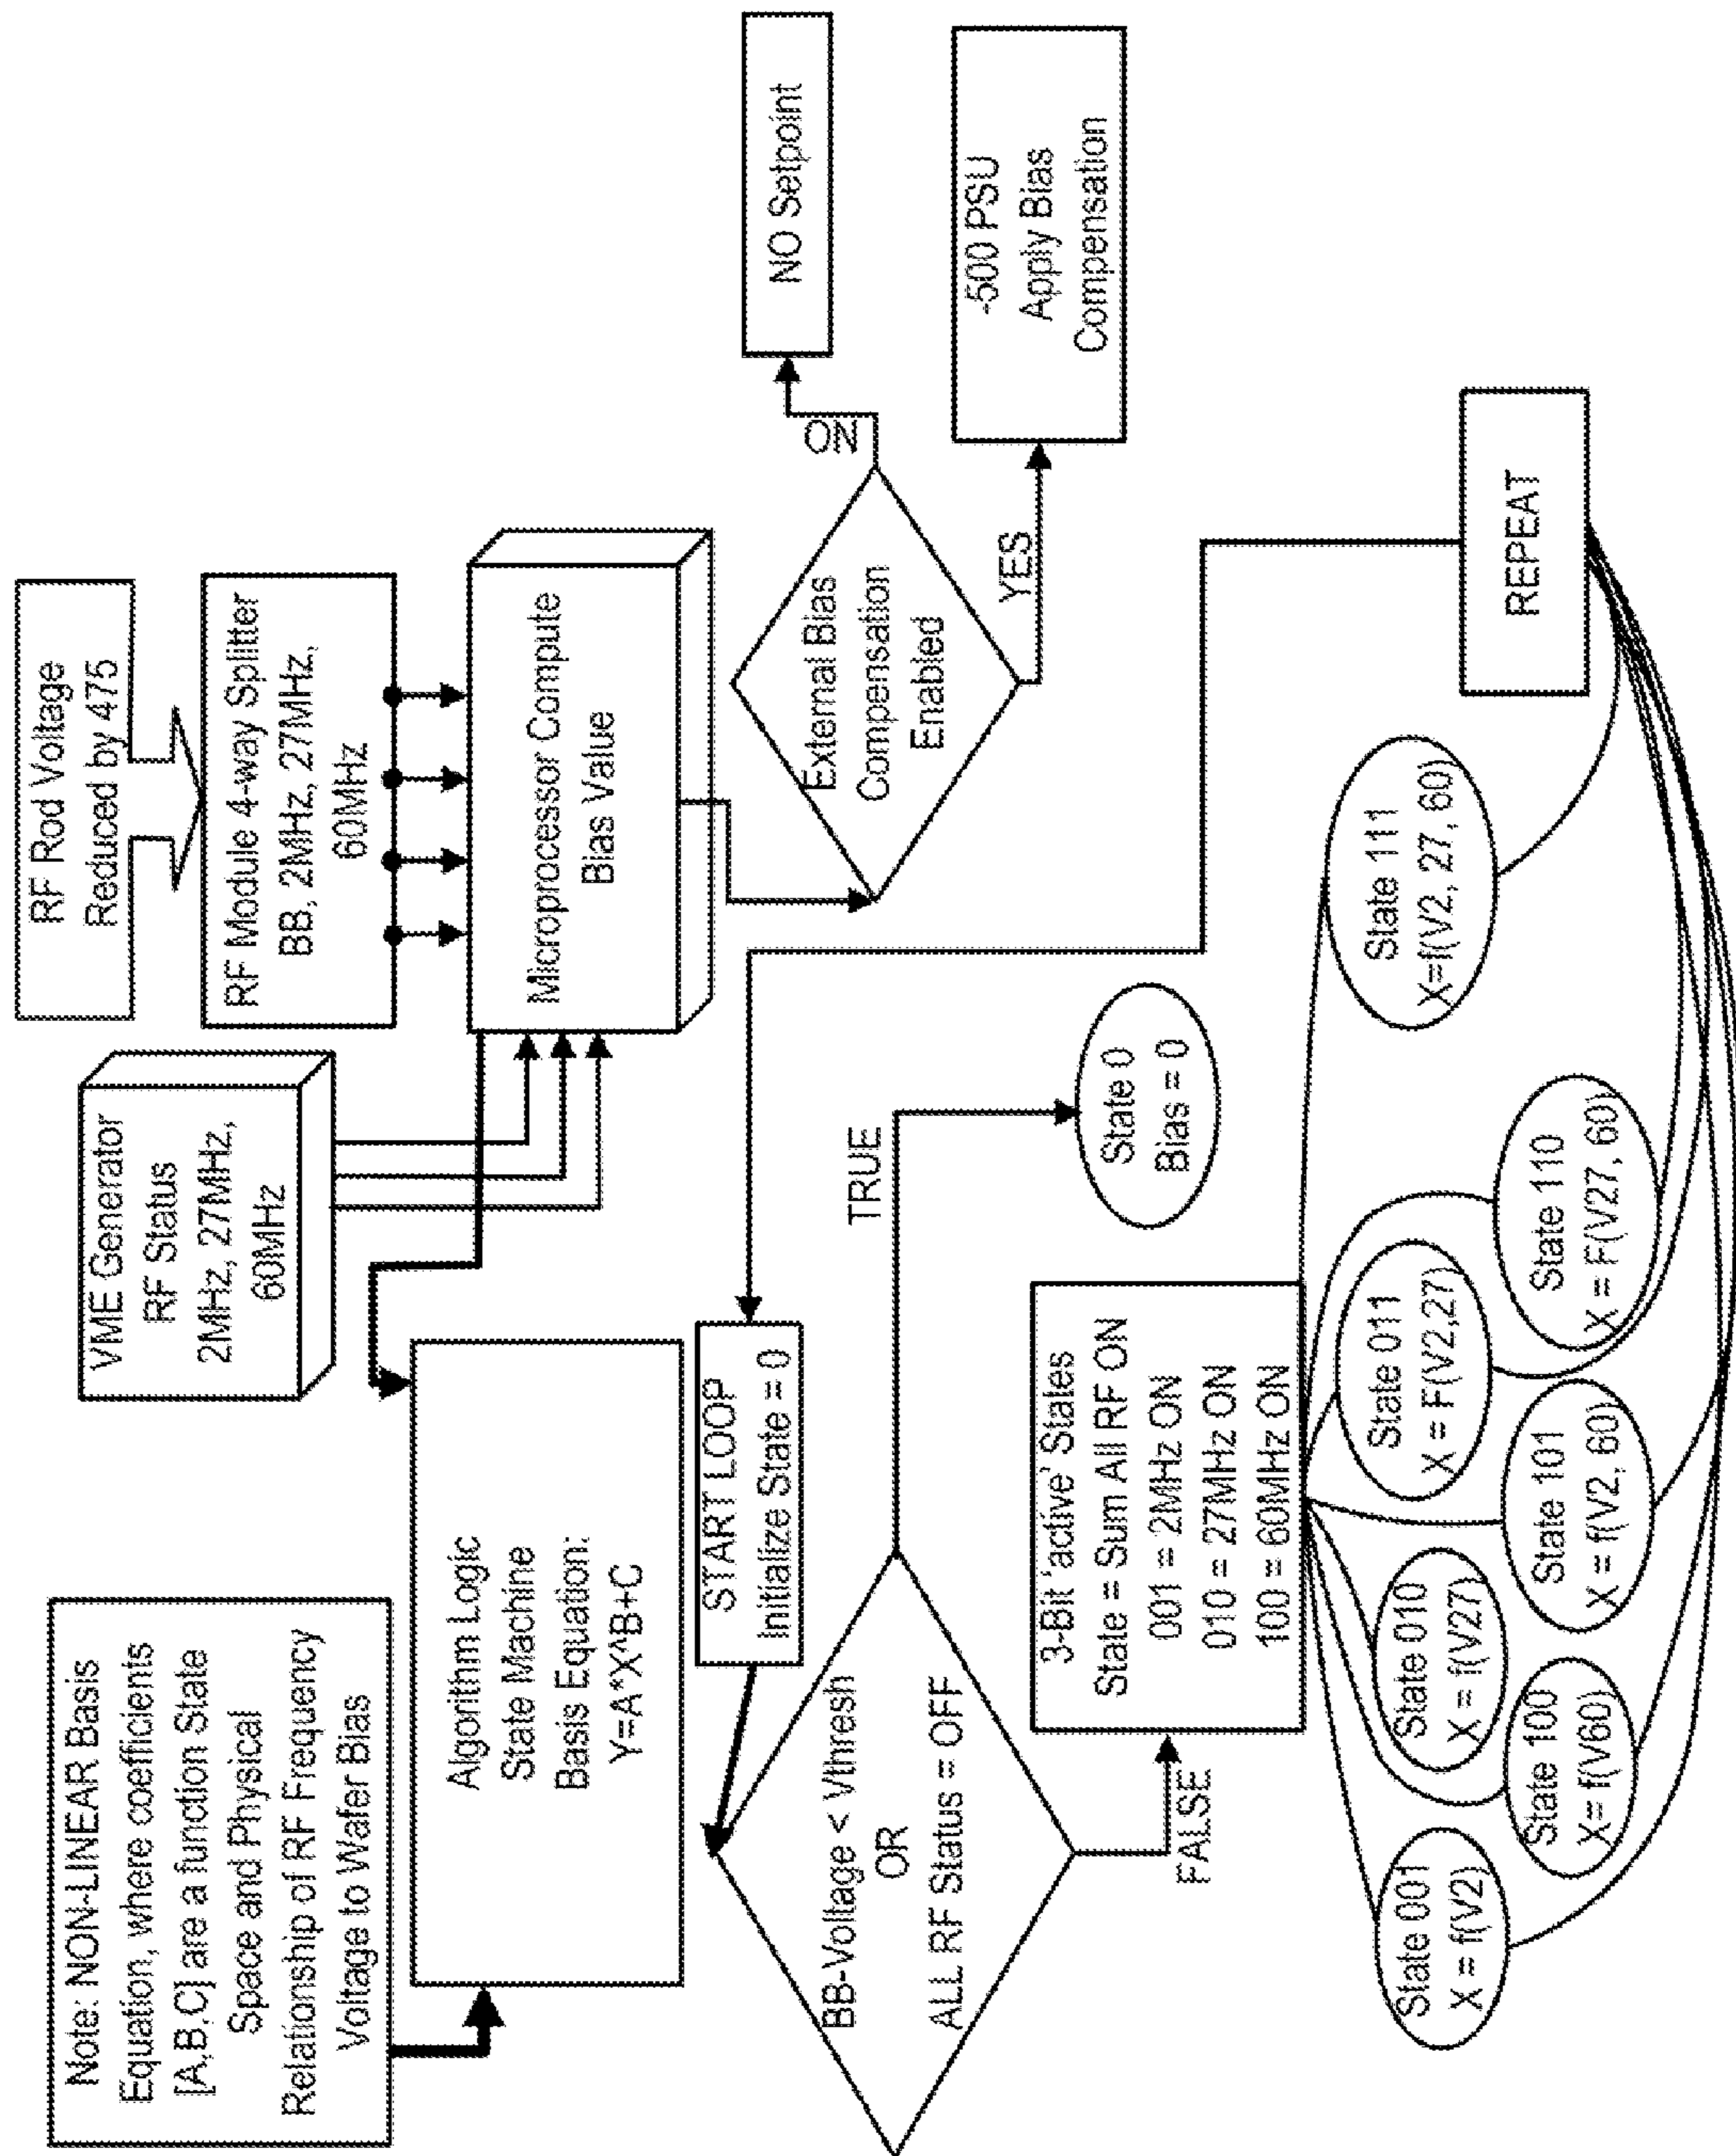 Note: NON-LINEAR Basis
Equation, where coefficients
[A,B,C] are a function State
Space and Physical
Relationship of RF Frequency
Voltage to Wafer Bias
VME Generator
RF Status
2MHz, 27MHz,
60MHz
RF Rod Voltage
Reduced by 475
RF Module 4-way Splitter
BB, 2MHz, 27MHz,
60MHz
Algorithm Logic
State Machine
Basis Equation:
Y=A*X^B+C
Microprocessor Compute
Bias Value
START LOOP
Initialize State = 0
External Bias
Compensation
Enabled
NO
NO Setpoint
YES
-500 PSU
Apply Bias
Compensation
BB-Voltage < Vthresh
OR
ALL RF Status = OFF
TRUE
State 0
Bias = 0
FALSE
3-Bit 'active' States
State = Sum All RF ON
001 = 2MHz ON
010 = 27MHz ON
100 = 60MHz ON
State 001
X = f(V2)
State 100
X= f(V60)
State 010
X = f(V27)
State 101
X = f(V2, 60)
State 011
X = F(V2,27)
State 110
X = F(V27, 60)
State 111
X=f(V2, 27, 60)
REPEAT